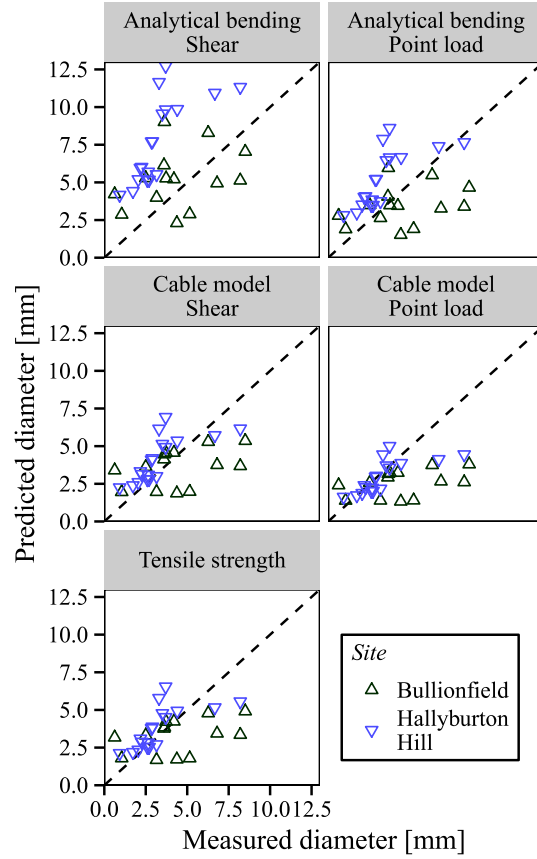 Analytical bending
Shear
Analytical bending
Point load
12.5
10.0
7.5
5.0
2.5
0.0
Cable model
Shear
Cable model
Point load
12.5
10.0
7.5
5.0
2.5
0.0
Predicted diameter [mm]
Tensile strength
12.5
10.0
7.5
5.0
2.5
0.0
0.0 2.5 5.0 7.5 10.0 12.5
Measured diameter [mm]
Site
Bullionfield
Hallyburton
Hill